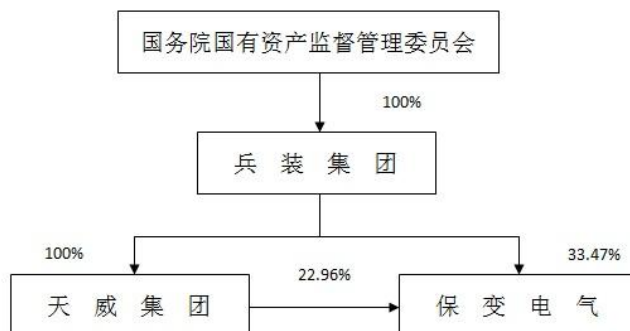 国务院国有资产监督管理委员会
100%
兵 装 集 团
100%
22.96%
33.47%
天 威 集 团
保 变 电 气